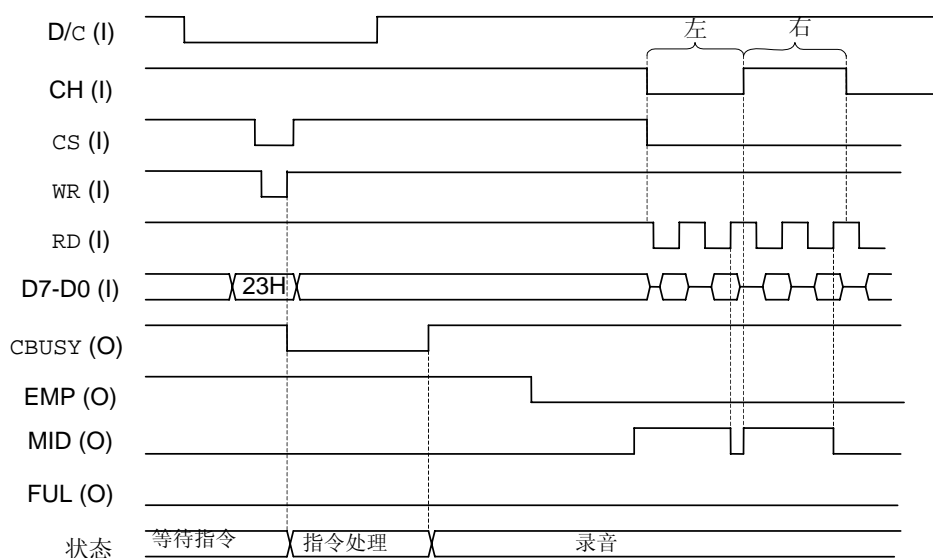 D/C (I)
左 右
CH (I)
CS (I)
WR (I)
RD (I)
D7-D0 (I) 23H
CBUSY (O)
EMP (O)
MID (O)
FUL (O)
状态 等待指令 指令处理 录音